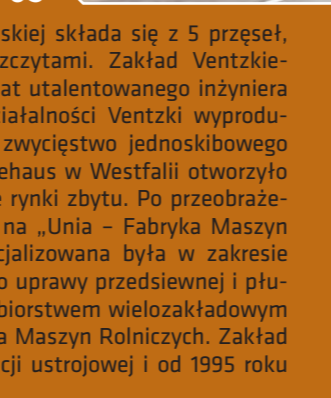 skiej składa się z 5 przęseł,
zczytami. Zakład Ventzkie-
at utalentowanego inżyniera
iałalności Ventzki wyprodu-
zwycięstwo jednoskibowego
ehaus w Westfalii otworzyło
rynki zbytu. Po przeobraże-
na „Unia – Fabryka Maszyn
cjalizowana była w zakresie
o uprawy przedsiewnej i płu-
biorstwem wielozakładowym
a Maszyn Rolniczych. Zakład
cji ustrojowej i od 1995 roku